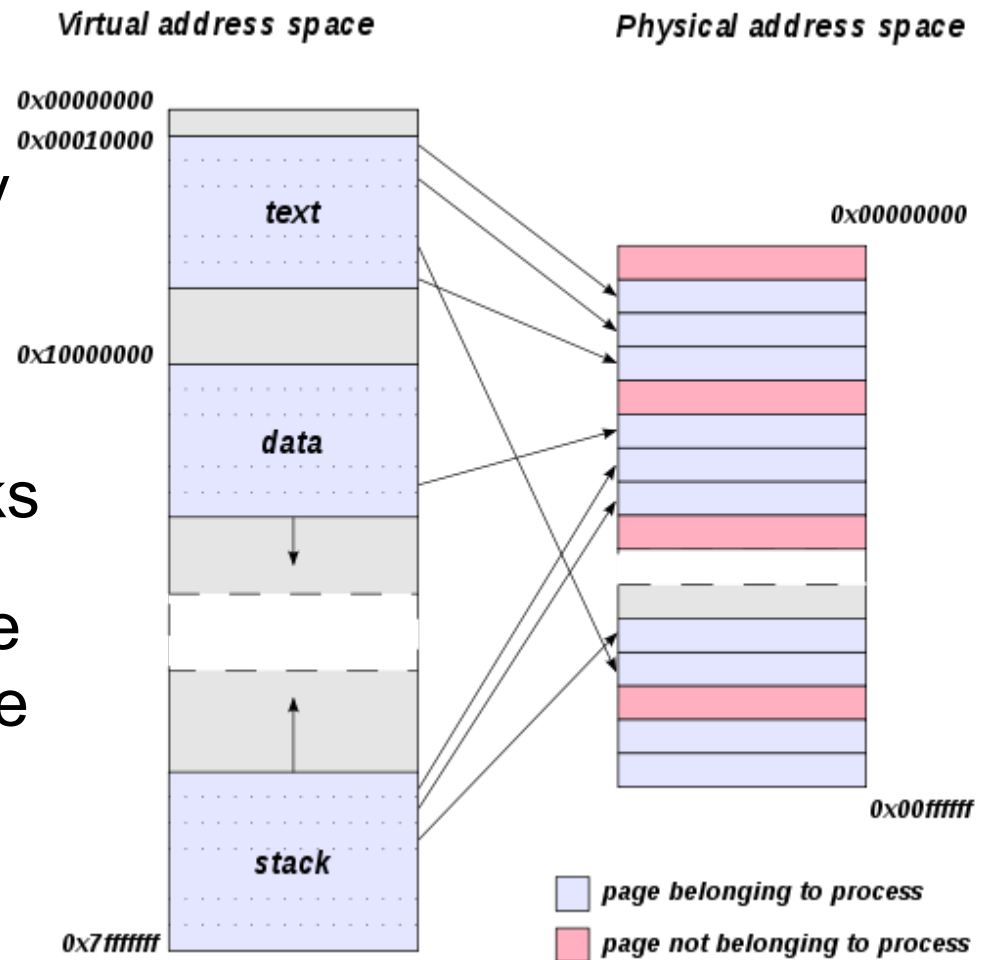 Virtual address space
Physical address space
0x00000000
0x00010000
y
text
0x00000000
0x10000000
data
ks
e
e
stack
0x00ffffff
page belonging to process
0x7fffffff
page not belonging to process